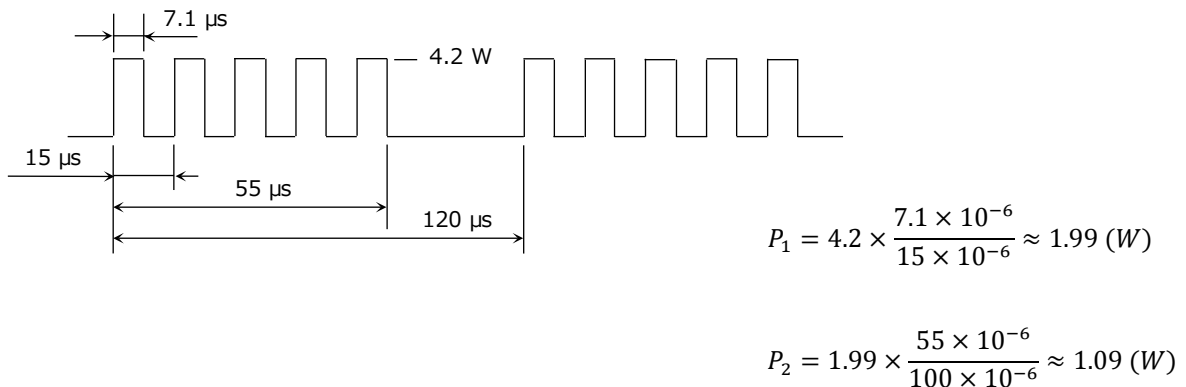 7.1 µs
4.2 W
15 µs
55 µs
120 µs
P₁ = 4.2 × (7.1 × 10⁻⁶)/(15 × 10⁻⁶) ≈ 1.99 (W)
P₂ = 1.99 × (55 × 10⁻⁶)/(100 × 10⁻⁶) ≈ 1.09 (W)